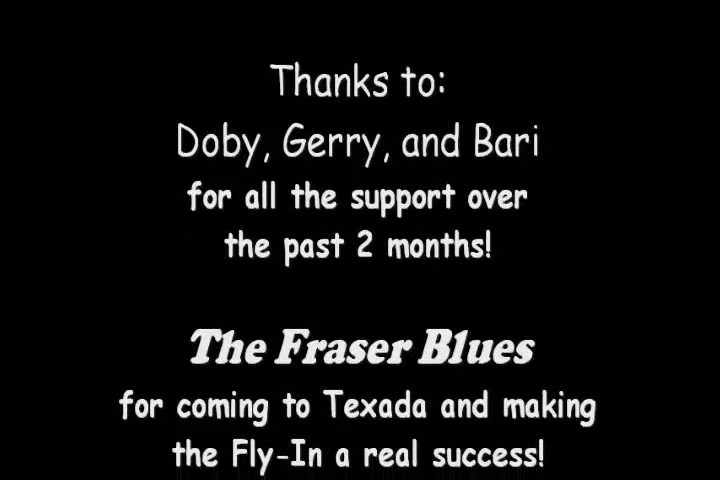 Thanks to:
Doby, Gerry, and Bari
for all the support over
the past 2 months!
The Fraser Blues
for coming to Texada and making
the Fly-In a real success!